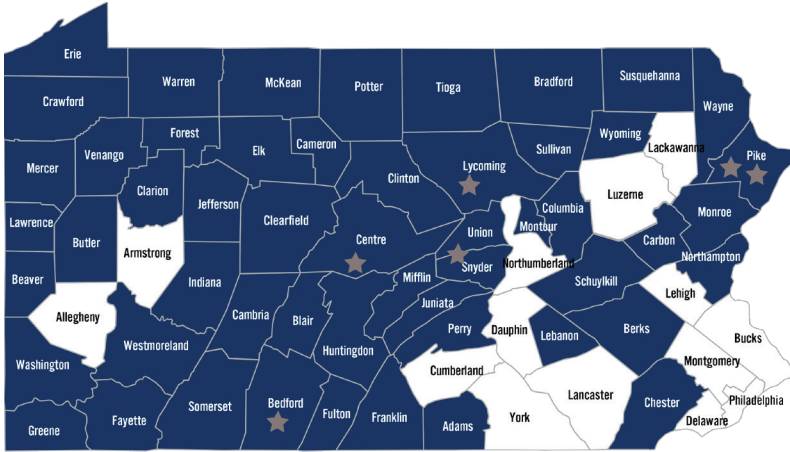 Erie
Warren
McKean
Potter
Tioga
Bradford
Susquehanna
Crawford
Wayne
Forest
Cameron
Wyoming
Lackawanna
Venango
Elk
Sullivan
Pike
Mercer
Lycoming
Clinton
Clarion
Luzerne
Jefferson
Columbia
Monroe
Lawrence
Clearfield
Union
Montour
Butler
Centre
Carbon
Armstrong
Northampton
Northumberland
Snyder
Beaver
Indiana
Mifflin
Schuylkill
Lehigh
Juniata
Allegheny
Cambria
Blair
Perry
Dauphin
Lebanon
Berks
Bucks
Westmoreland
Huntingdon
Montgomery
Washington
Cumberland
Lancaster
Philadelphia
Bedford
Chester
Somerset
Fulton
Franklin
York
Delaware
Greene
Fayette
Adams